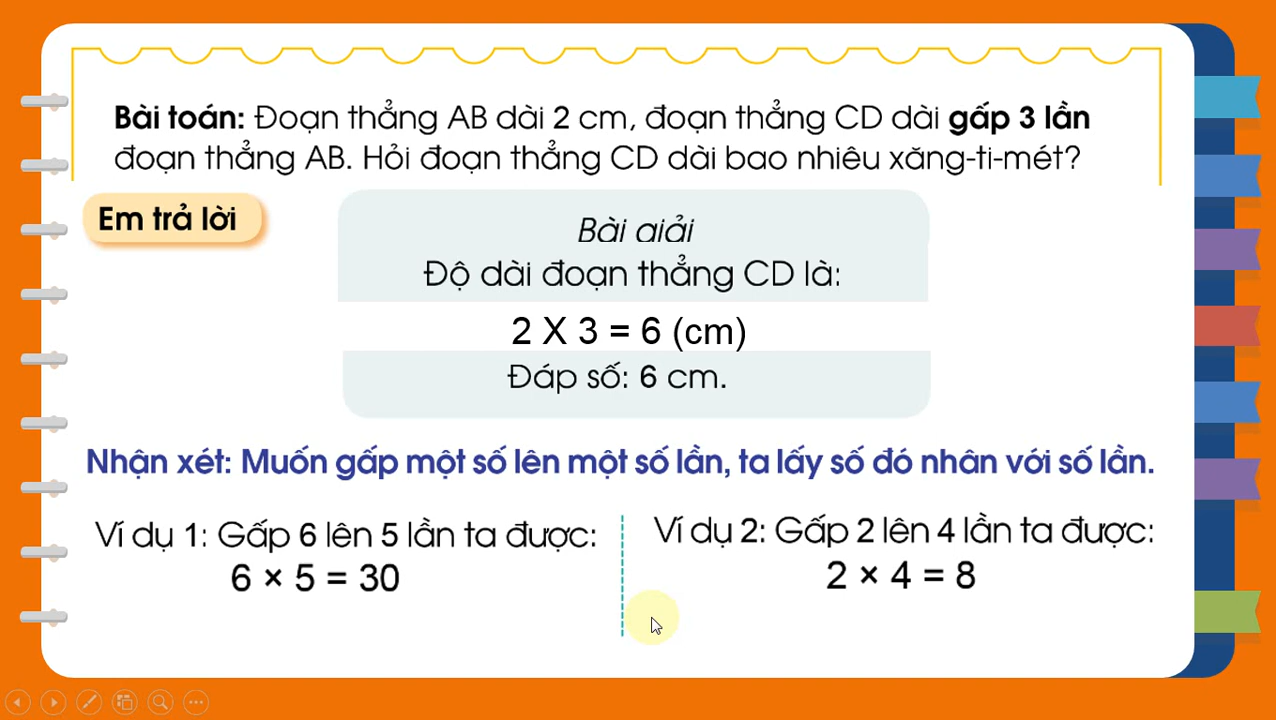 Bài toán: Đoạn thẳng AB dài 2 cm, đoạn thẳng CD dài gấp 3 lần
đoạn thẳng AB. Hỏi đoạn thẳng CD dài bao nhiêu xăng-ti-mét?
Em trả lời
Bài giải
Độ dài đoạn thẳng CD là:
2 X 3 = 6 (cm)
Đáp số: 6 cm.
Nhận xét: Muốn gấp một số lên một số lần, ta lấy số đó nhân với số lần.
Ví dụ 1: Gấp 6 lên 5 lần ta được:
6 × 5 = 30
Ví dụ 2: Gấp 2 lên 4 lần ta được:
2 × 4 = 8